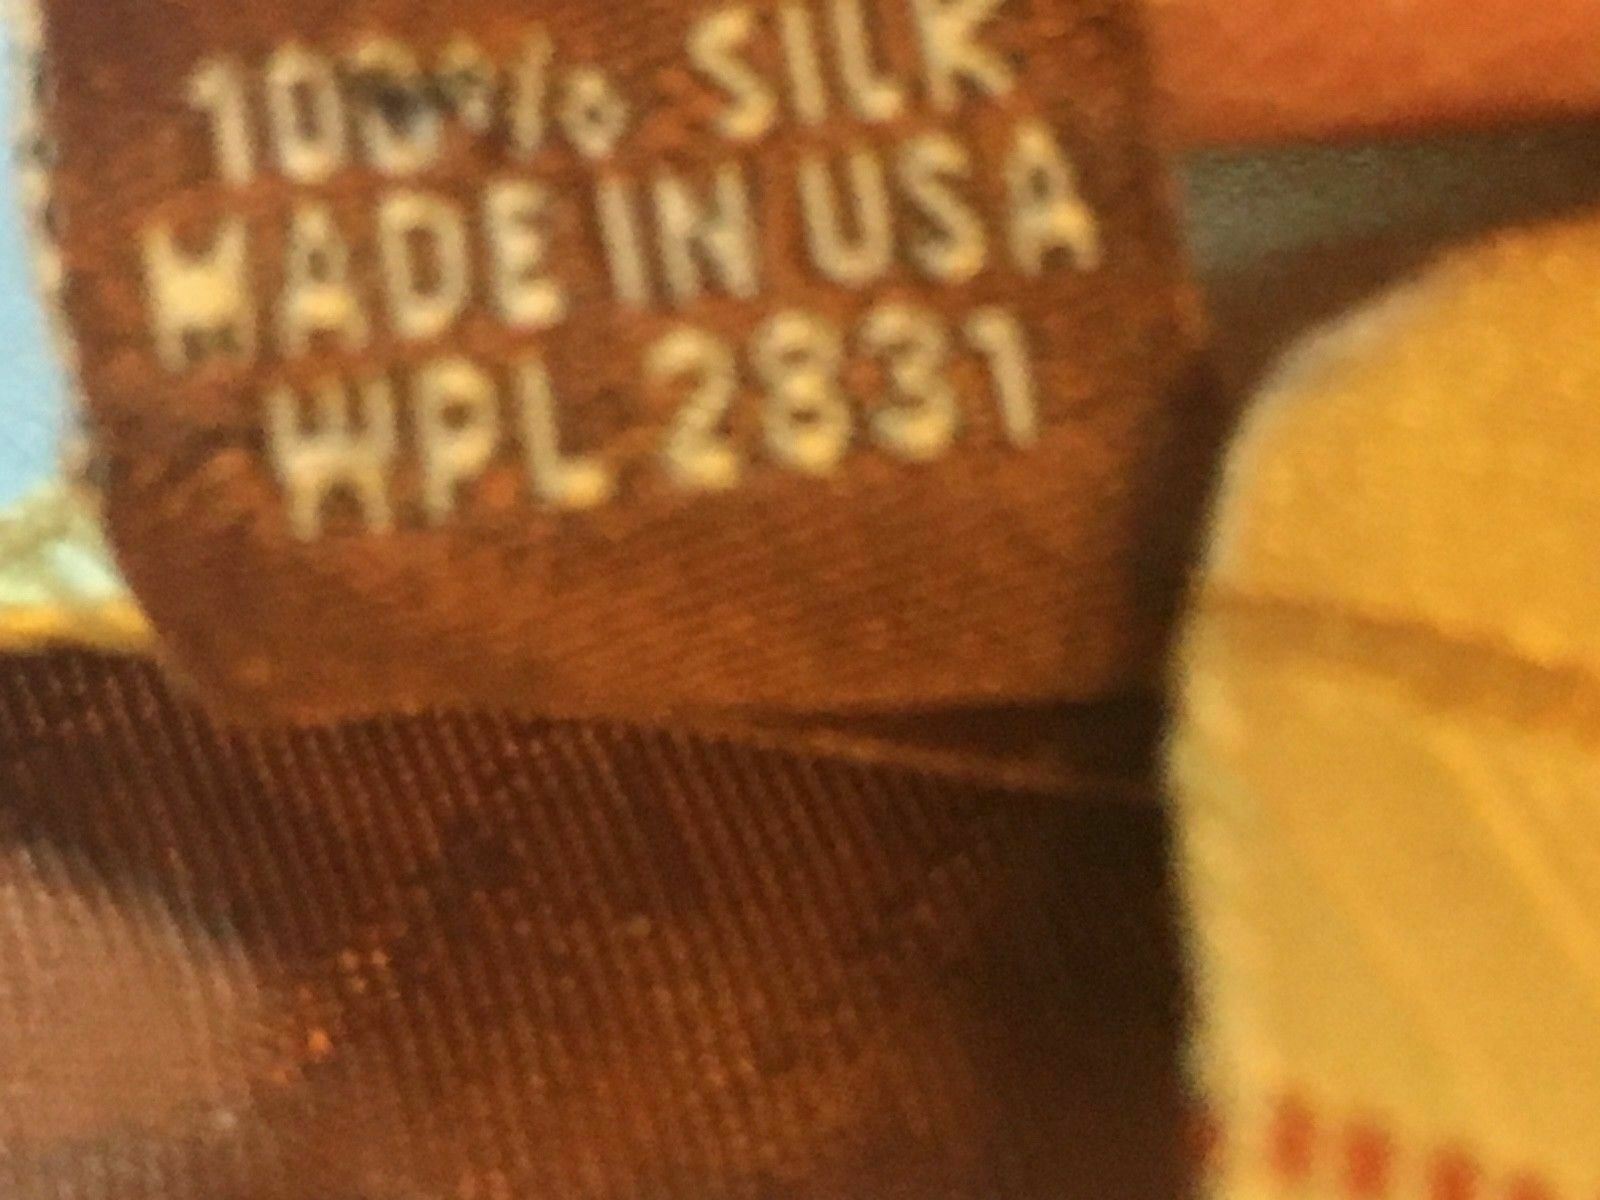 100% SILK
MADE IN USA
WPL 2831